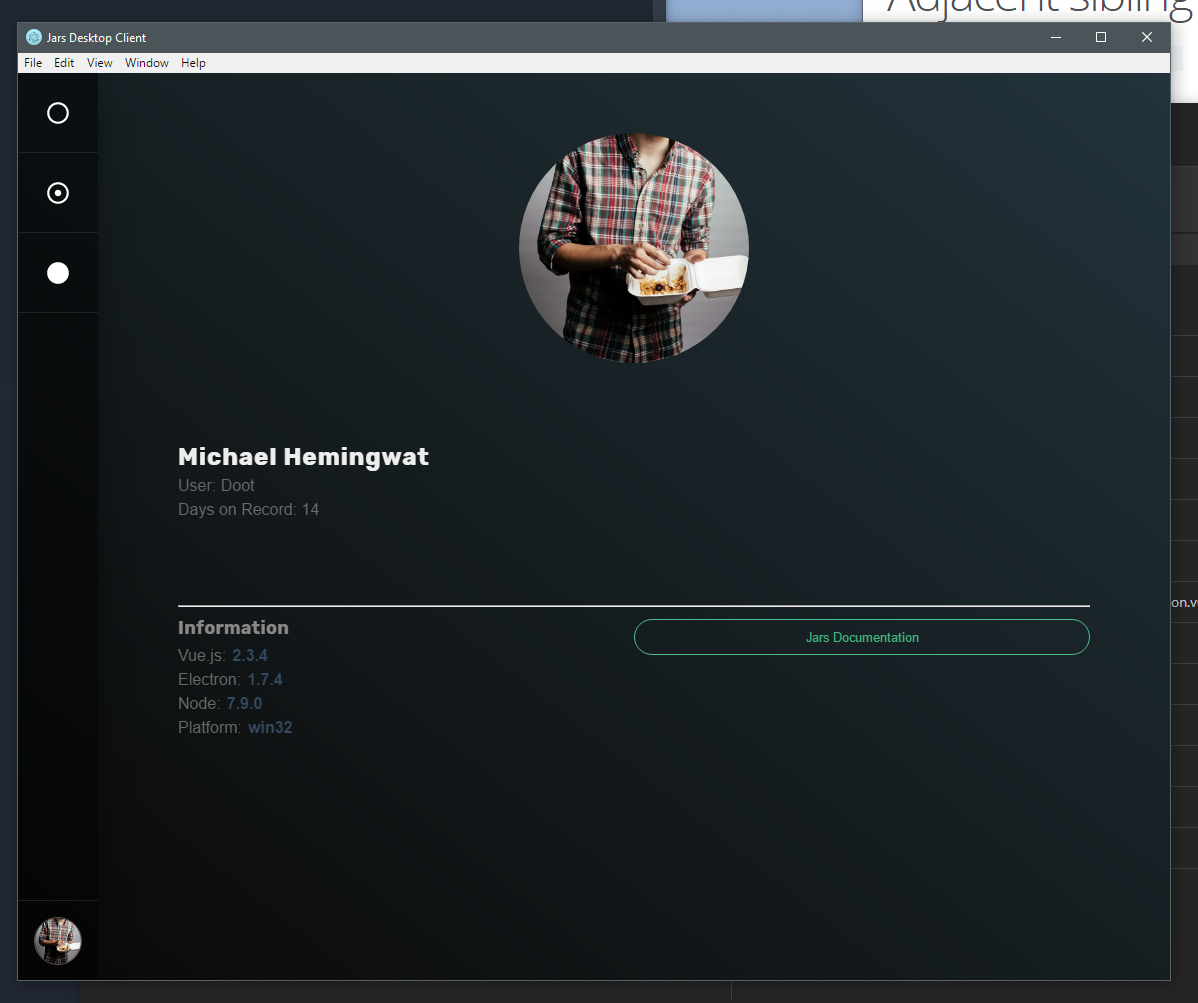 Adjacent Sibling
Jars Desktop Client
File Edit View Window Help
Michael Hemingwat
User: Doot
Days on Record: 14
Information
Jars Documentation
Vue.js: 2.3.4
Electron: 1.7.4
Node: 7.9.0
Platform: win32
on.v